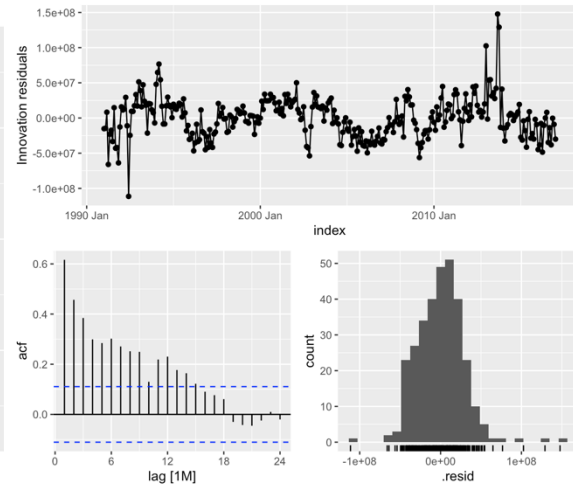 Innovation residuals
1.5e+08
1.0e+08
5.0e+07
0.0e+00
-5.0e+07
-1.0e+08
1990 Jan 2000 Jan 2010 Jan
index
acf
0.6
0.4
0.2
0.0
0 6 12 18 24
lag [1M]
count
50
40
30
20
10
0
-1e+08 0e+00 1e+08
.resid